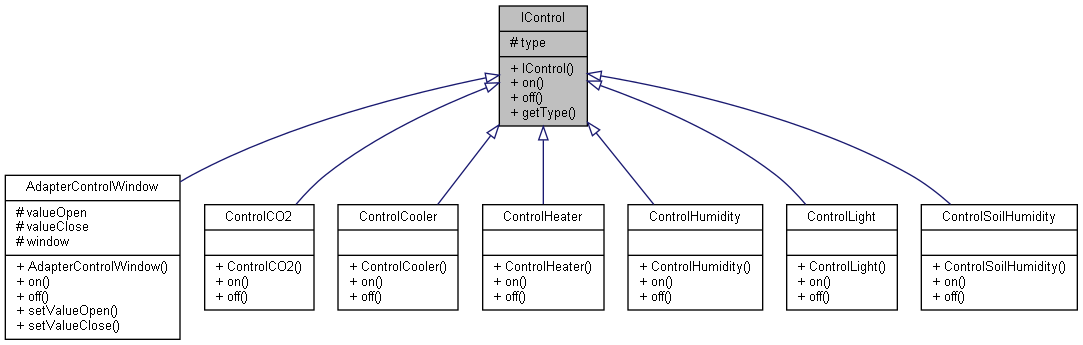 IControl
# type
+ IControl()
+ on()
+ off()
+ getType()
AdapterControlWindow
# valueOpen
# valueClose
# window
+ AdapterControlWindow()
+ on()
+ off()
+ setValueOpen()
+ setValueClose()
ControlCO2
+ ControlCO2()
+ on()
+ off()
ControlCooler
+ ControlCooler()
+ on()
+ off()
ControlHeater
+ ControlHeater()
+ on()
+ off()
ControlHumidity
+ ControlHumidity()
+ on()
+ off()
ControlLight
+ ControlLight()
+ on()
+ off()
ControlSoilHumidity
+ ControlSoilHumidity()
+ on()
+ off()